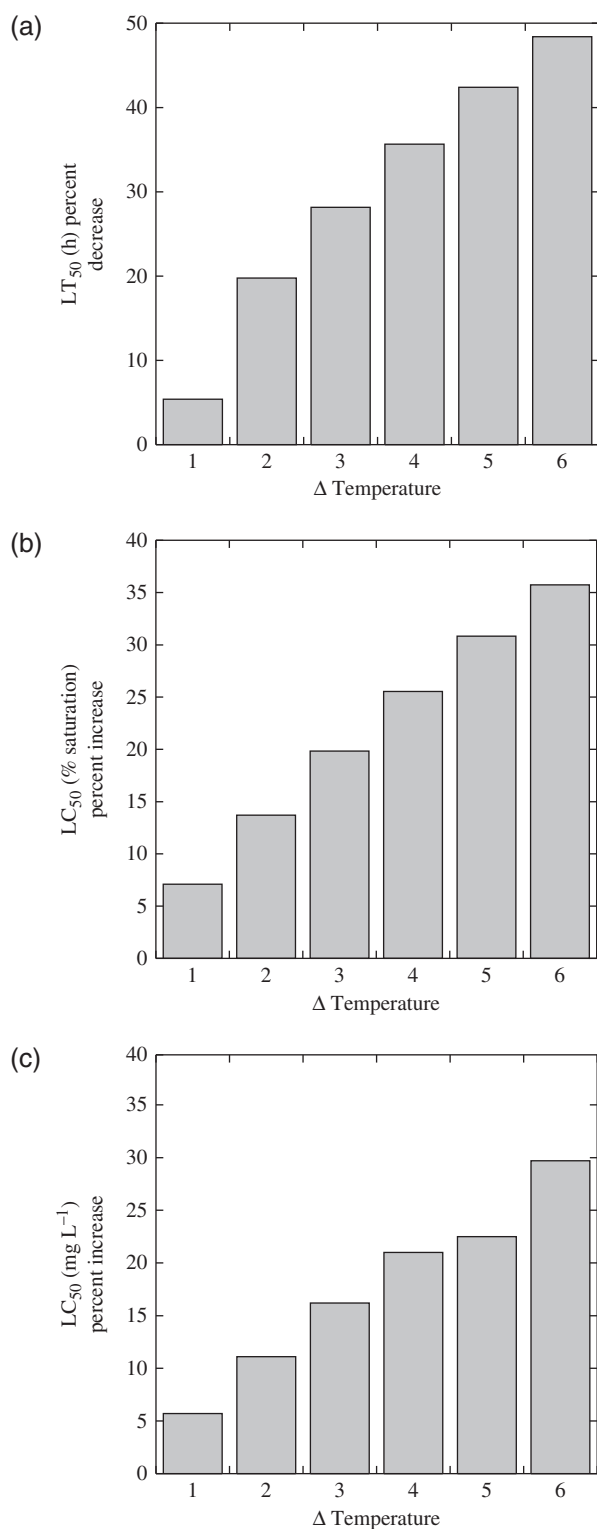 (a)
50
40
30
20
10
0
LT₅₀ (h) percent
decrease
1 2 3 4 5 6
Δ Temperature
(b)
40
35
30
25
20
15
10
5
0
LC₅₀ (% saturation)
percent increase
1 2 3 4 5 6
Δ Temperature
(c)
40
35
30
25
20
15
10
5
0
LC₅₀ (mg L⁻¹)
percent increase
1 2 3 4 5 6
Δ Temperature